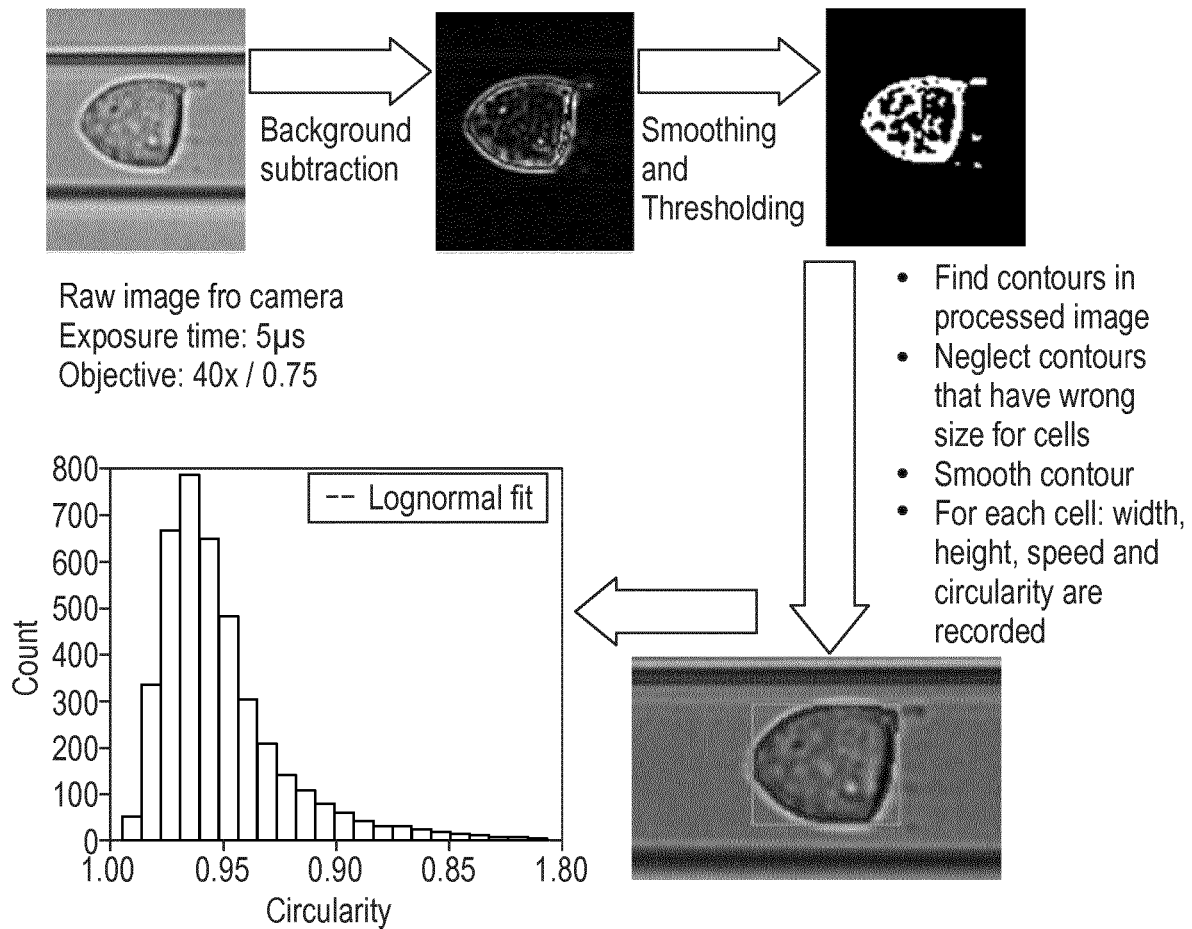 Background
subtraction
Smoothing
and
Thresholding
Raw image fro camera
Exposure time: 5µs
Objective: 40x / 0.75
• Find contours in
processed image
• Neglect contours
that have wrong
size for cells
• Smooth contour
• For each cell: width,
height, speed and
circularity are
recorded
800
700
600
500
400
300
200
100
0
Count
-- Lognormal fit
1.00 0.95 0.90 0.85 1.80
Circularity